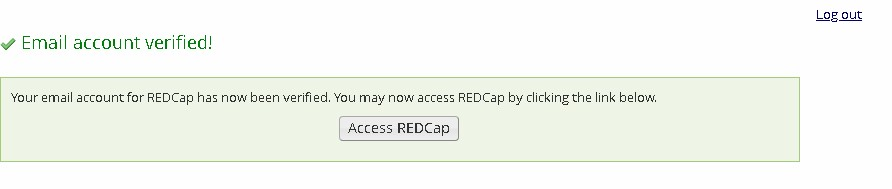 Log out
Email account verified!
Your email account for REDCap has now been verified. You may now access REDCap by clicking the link below.
Access REDCap